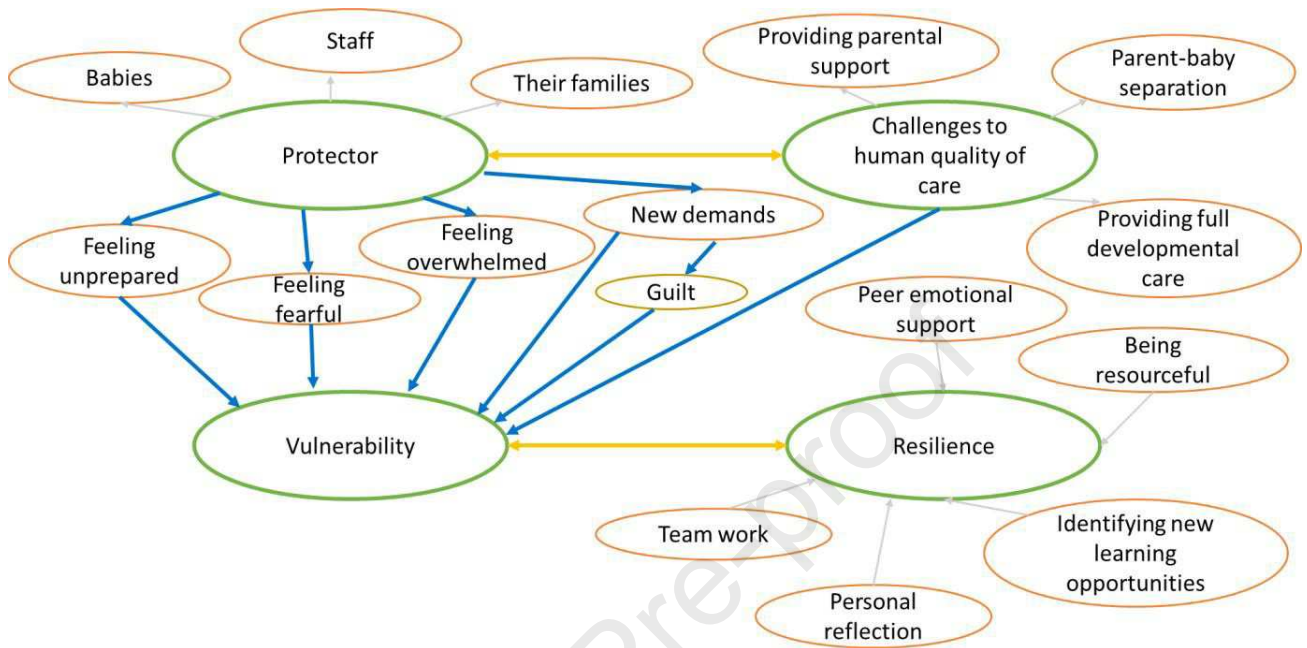 Staff
Babies
Their families
Providing parental
support
Parent-baby
separation
Protector
Challenges to
human quality of
care
New demands
Feeling
unprepared
Feeling
fearful
Feeling
overwhelmed
Guilt
Providing full
developmental
care
Peer emotional
support
Being
resourceful
Vulnerability
Resilience
Team work
Personal
reflection
Identifying new
learning
opportunities
Pre-proof